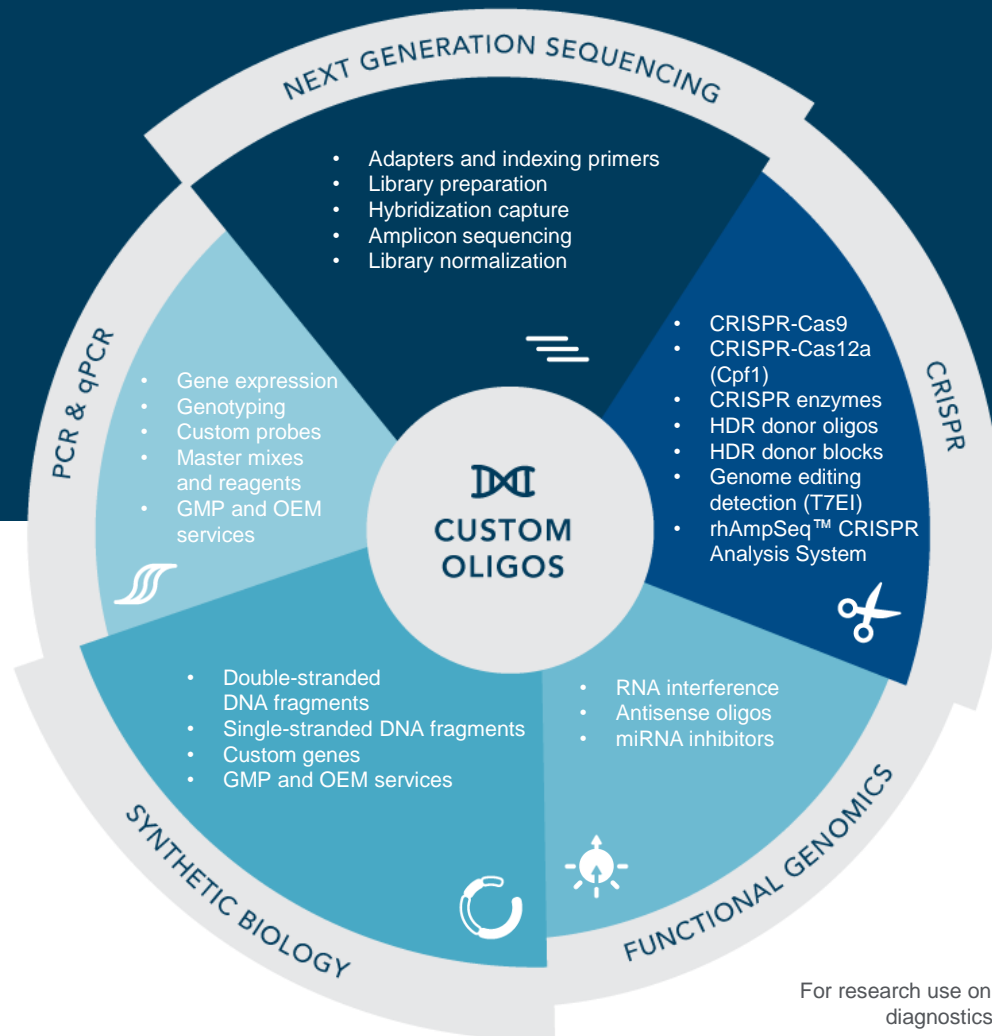 NEXT GENERATION SEQUENCING
• Adapters and indexing primers
• Library preparation
• Hybridization capture
• Amplicon sequencing
• Library normalization
CRISPR
• CRISPR-Cas9
• CRISPR-Cas12a
(Cpf1)
• CRISPR enzymes
• HDR donor oligos
• HDR donor blocks
• Genome editing
detection (T7EI)
• rhAmpSeq™ CRISPR
Analysis System
PCR & qPCR
• Gene expression
• Genotyping
• Custom probes
• Master mixes
and reagents
• GMP and OEM
services
CUSTOM
OLIGOS
• Double-stranded
DNA fragments
• Single-stranded DNA fragments
• Custom genes
• GMP and OEM services
SYNTHETIC BIOLOGY
• RNA interference
• Antisense oligos
• miRNA inhibitors
FUNCTIONAL GENOMICS
For research use on
diagnostics